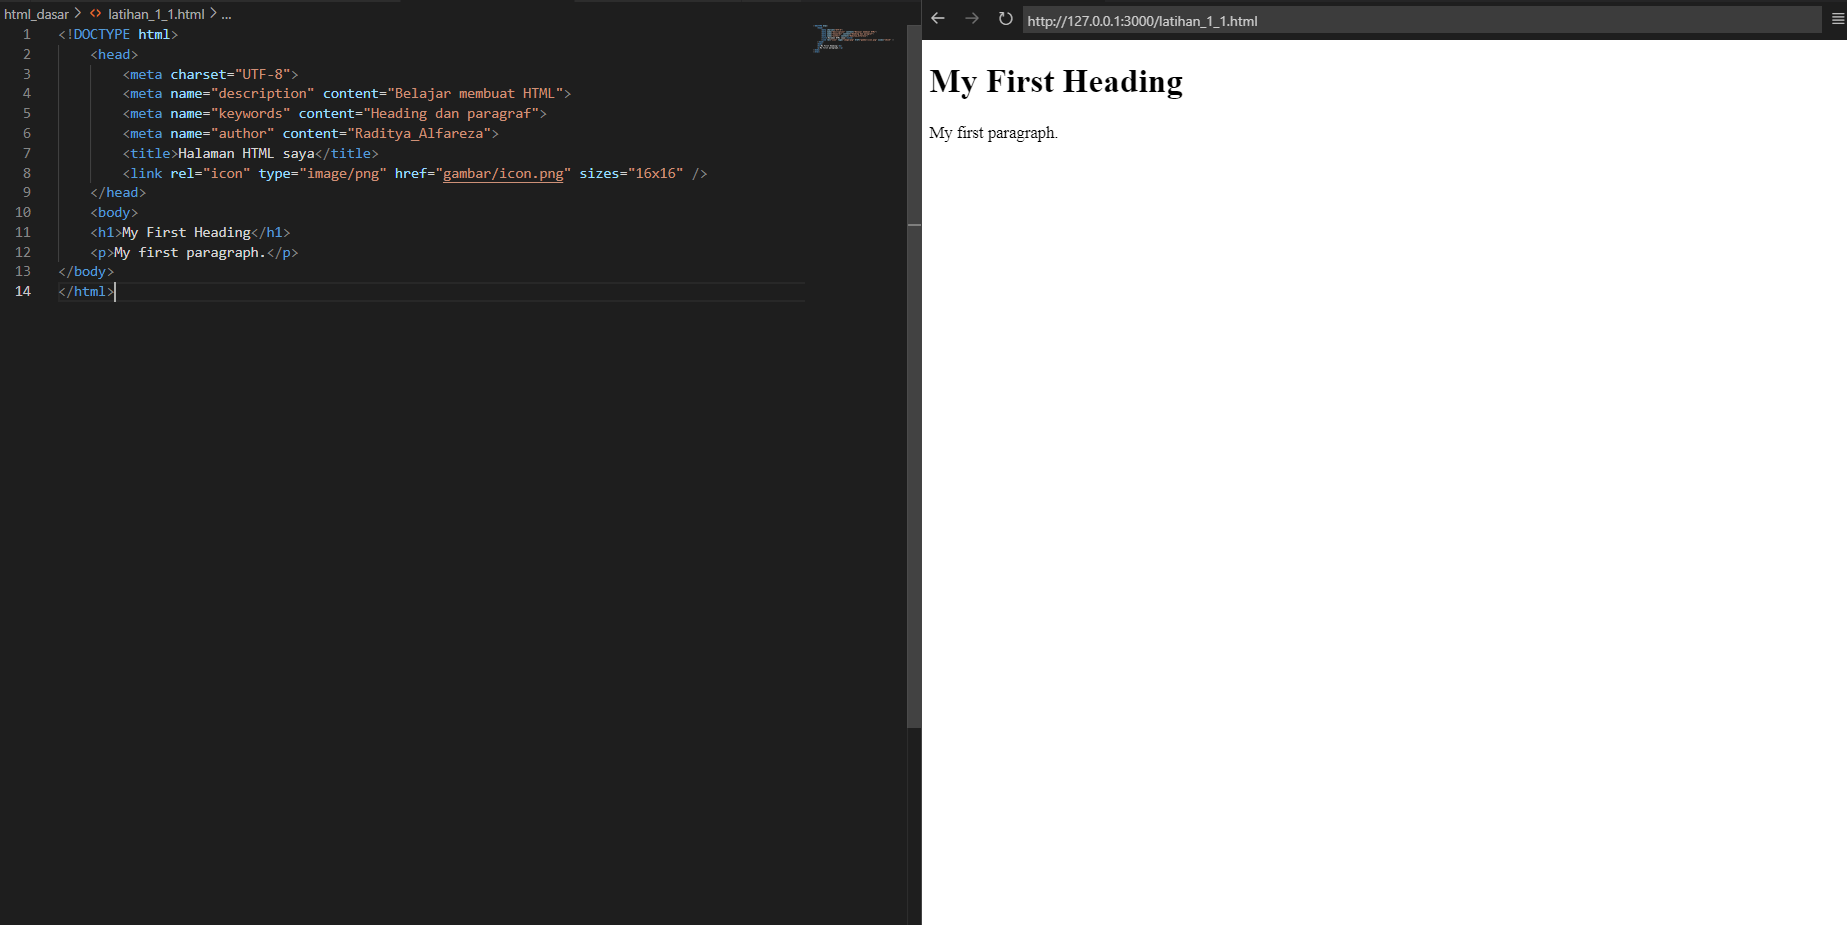 html_dasar > <> latihan_1_1.html > ...
1 <!DOCTYPE html>
2 <head>
3 <meta charset="UTF-8">
4 <meta name="description" content="Belajar membuat HTML">
5 <meta name="keywords" content="Heading dan paragraf">
6 <meta name="author" content="Raditya_Alfareza">
7 <title>Halaman HTML saya</title>
8 <link rel="icon" type="image/png" href="gambar/icon.png" sizes="16x16" />
9 </head>
10 <body>
11 <h1>My First Heading</h1>
12 <p>My first paragraph.</p>
13 </body>
14 </html>
http://127.0.0.1:3000/latihan_1_1.html
My First Heading
My first paragraph.